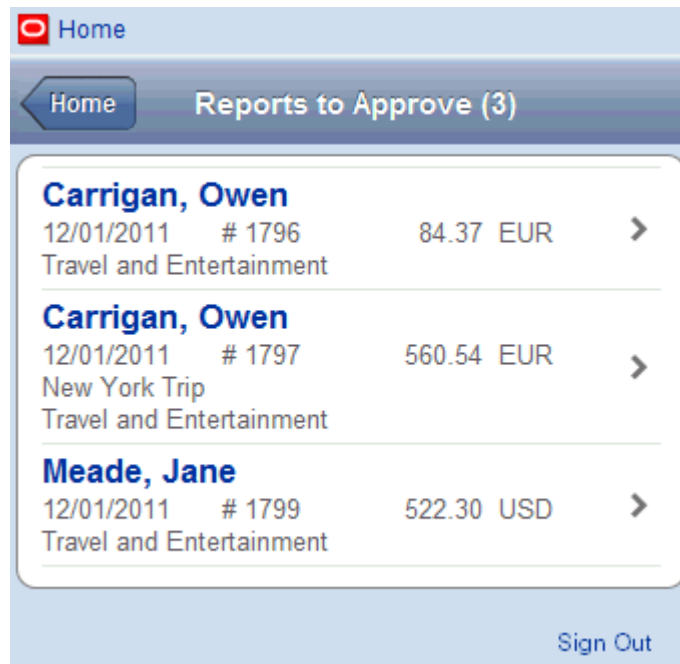 Home
Home Reports to Approve (3)
Carrigan, Owen
12/01/2011 # 1796 84.37 EUR
Travel and Entertainment
Carrigan, Owen
12/01/2011 # 1797 560.54 EUR
New York Trip
Travel and Entertainment
Meade, Jane
12/01/2011 # 1799 522.30 USD
Travel and Entertainment
Sign Out